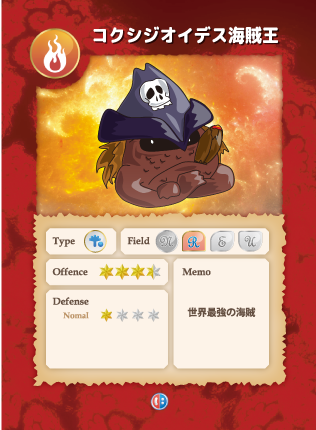 コクシジオイデス海賊王
Type
Field M R E U
Offence
Memo
Defense
Nomal
世界最強の海賊